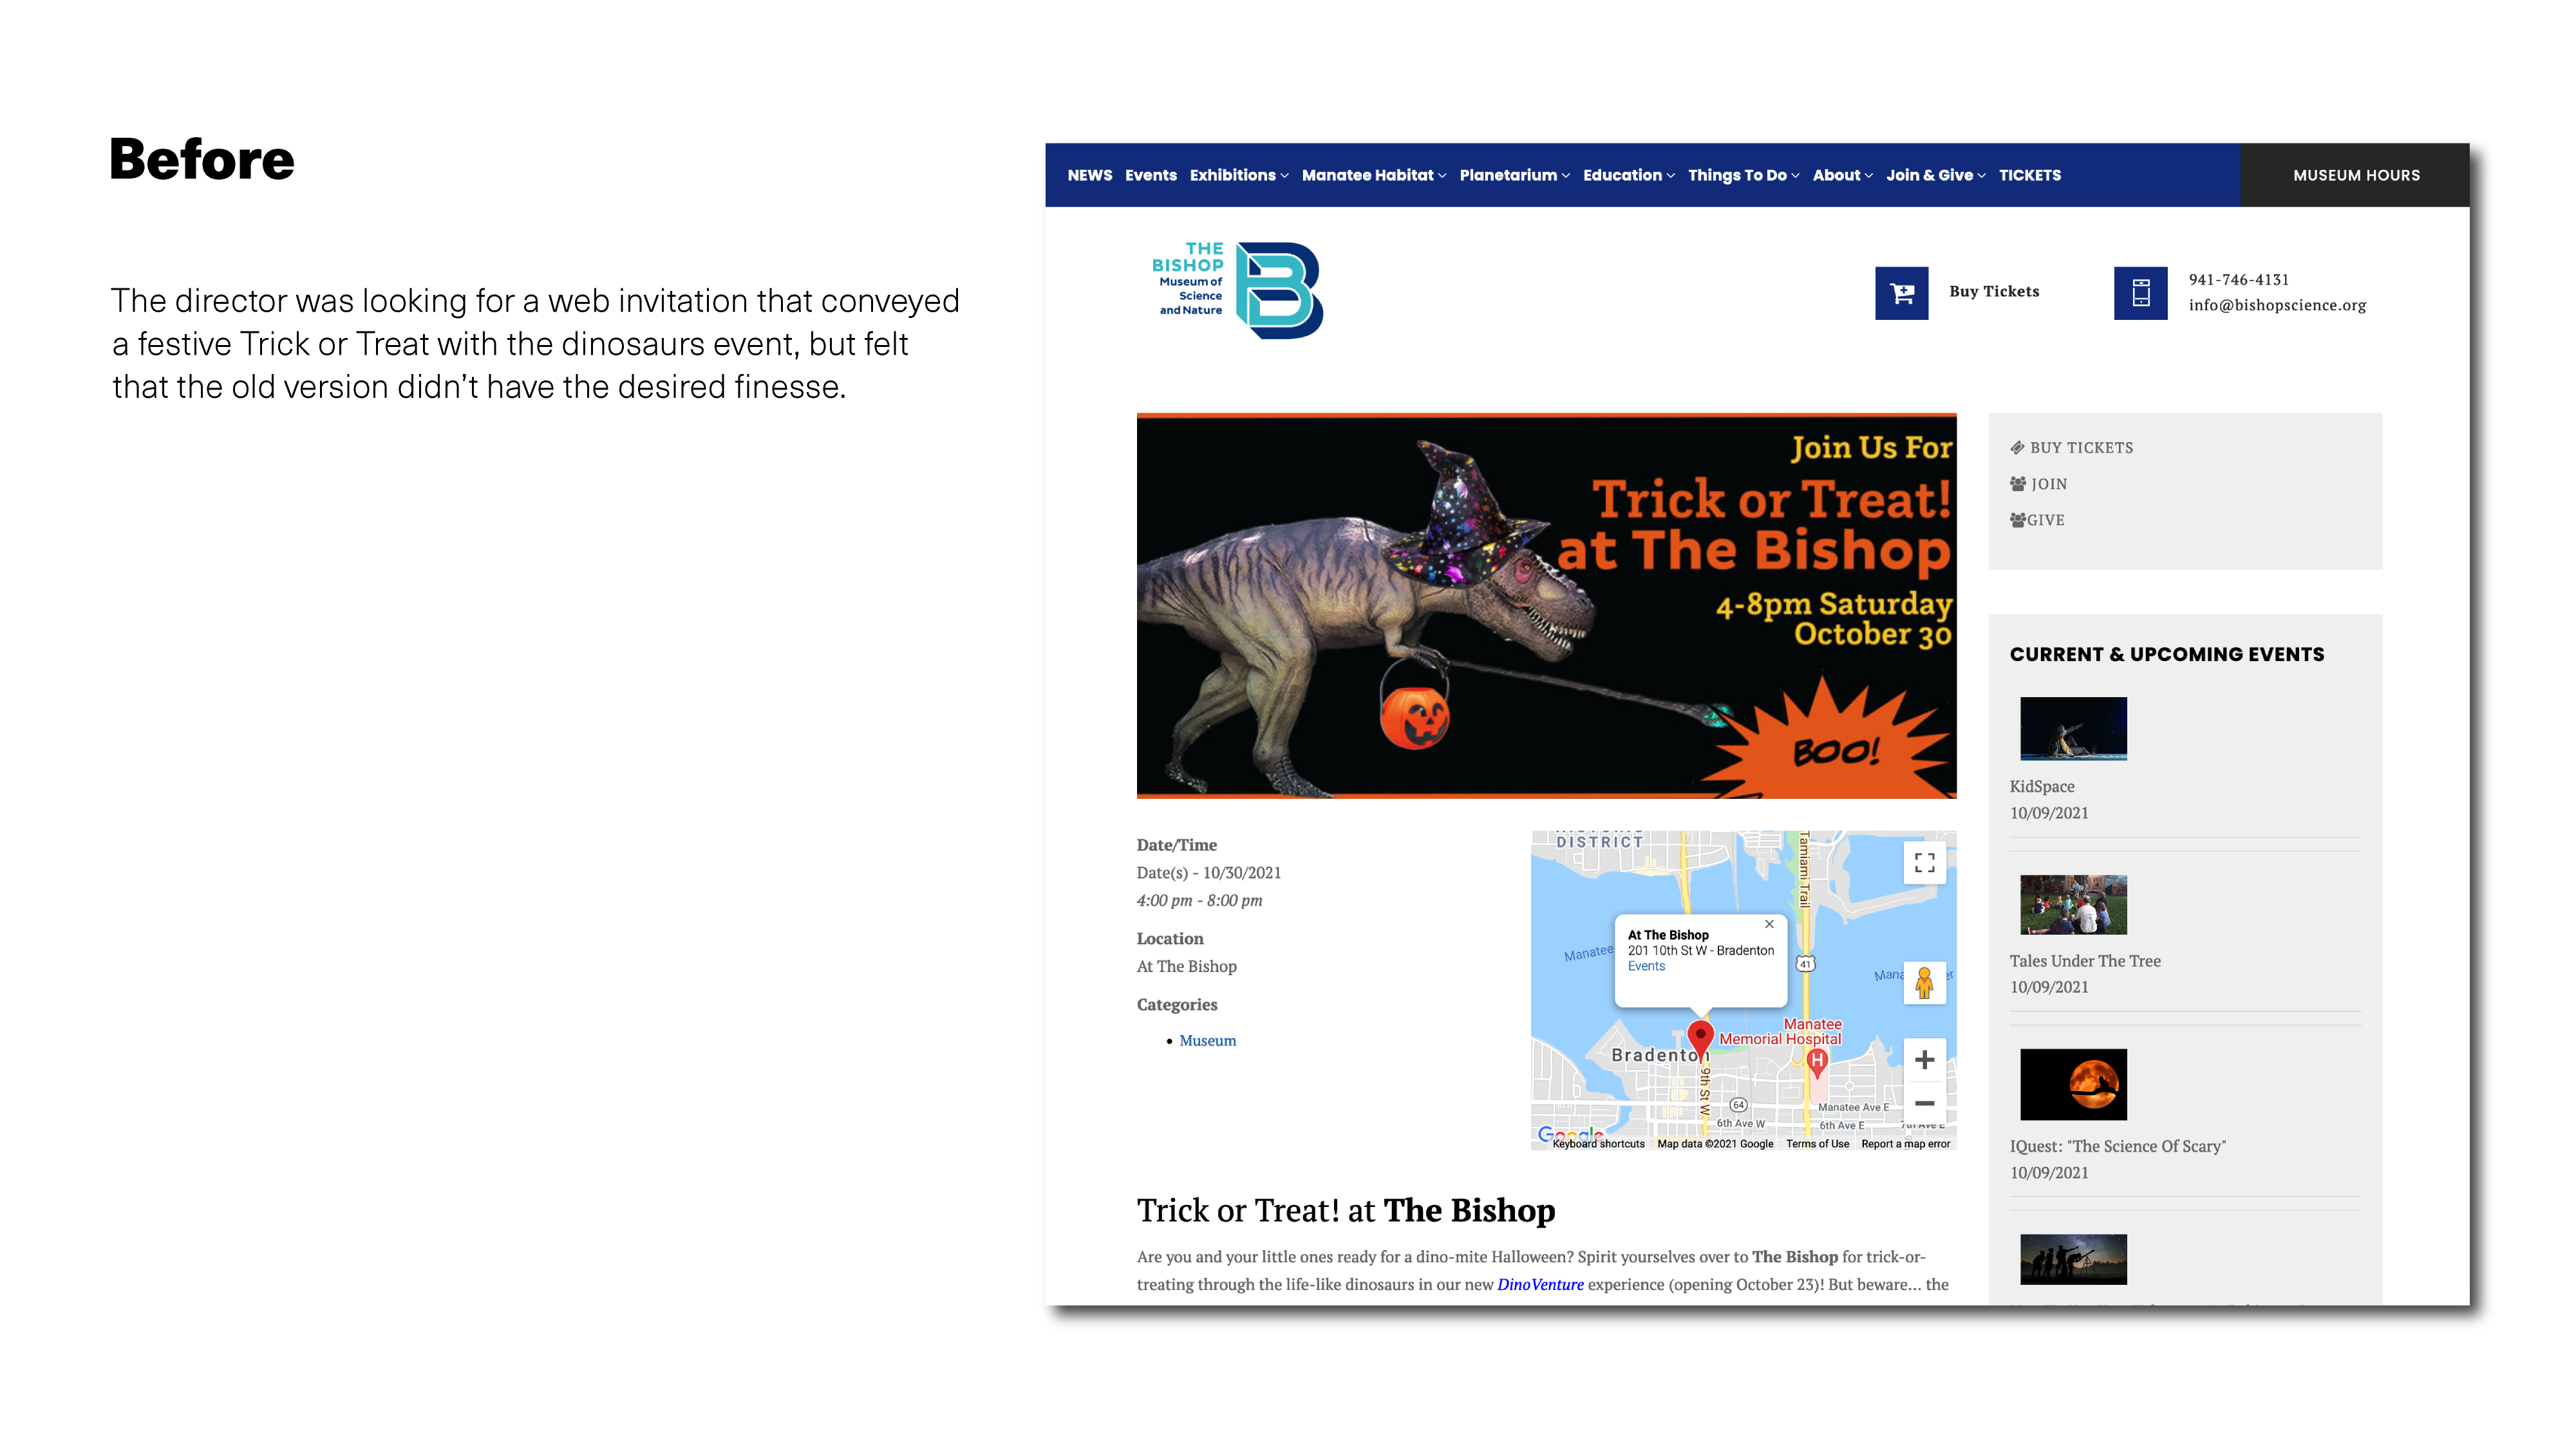 Before
The director was looking for a web invitation that conveyed
a festive Trick or Treat with the dinosaurs event, but felt
that the old version didn’t have the desired finesse.
NEWS Events Exhibitions Manatee Habitat Planetarium Education Things To Do About Join & Give TICKETS
MUSEUM HOURS
THE
BISHOP
Museum of
Science
and Nature
B
Buy Tickets
941-746-4131
info@bishopscience.org
Join Us For
Trick or Treat!
at The Bishop
4-8pm Saturday
October 30
BOO!
BUY TICKETS
JOIN
GIVE
CURRENT & UPCOMING EVENTS
KidSpace
10/09/2021
Tales Under The Tree
10/09/2021
IQuest: "The Science Of Scary"
10/09/2021
Date/Time
Date(s) - 10/30/2021
4:00 pm - 8:00 pm
Location
At The Bishop
Categories
• Museum
DISTRICT
Tamiami Trail
At The Bishop
201 10th St W - Bradenton
Events
Manatee
41
Manatee
Memorial Hospital
H
Bradenton
9th St W
64
Manatee Ave E
6th Ave W
6th Ave E
Google
Keyboard shortcuts Map data ©2021 Google Terms of Use Report a map error
Trick or Treat! at The Bishop
Are you and your little ones ready for a dino-mite Halloween? Spirit yourselves over to The Bishop for trick-or-
treating through the life-like dinosaurs in our new DinoVenture experience (opening October 23)! But beware... the